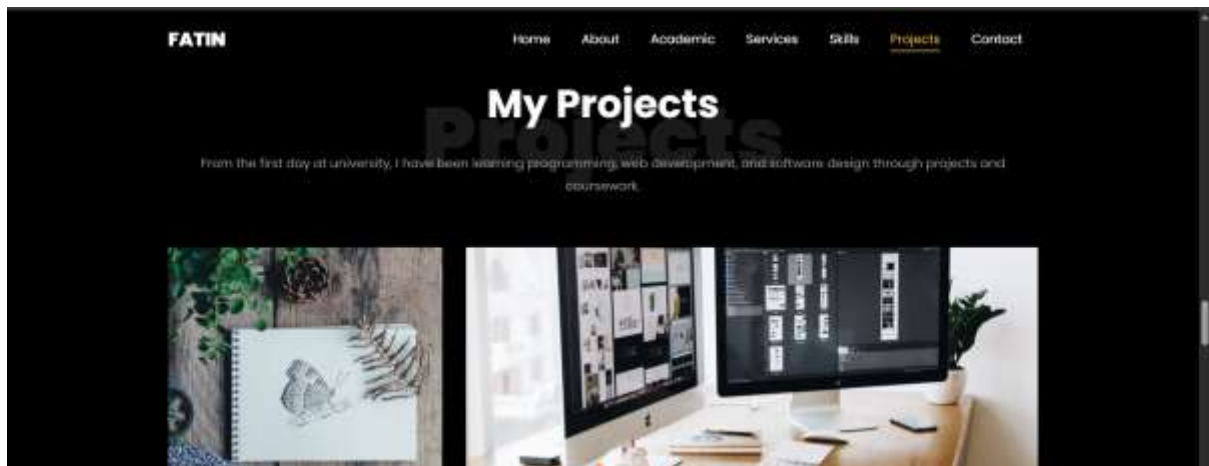 FATIN
Home About Academic Services Skills Projects Contact
My Projects
Projects
From the first day at university, I have been learning programming, web development, and software design through projects and
coursework.